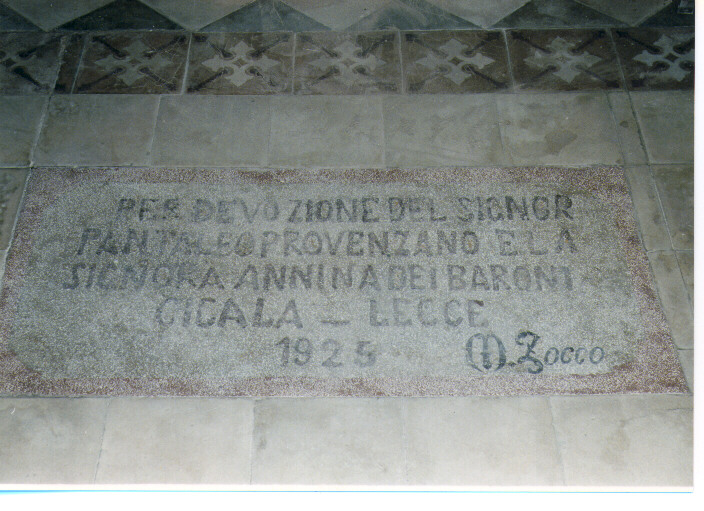 PER DEVOZIONE DEL SIGNOR
PANTALEO PROVENZANO E LA
SIGNORA ANNINA DEI BARONI
CICALA – LECCE
1925 M. Zocco